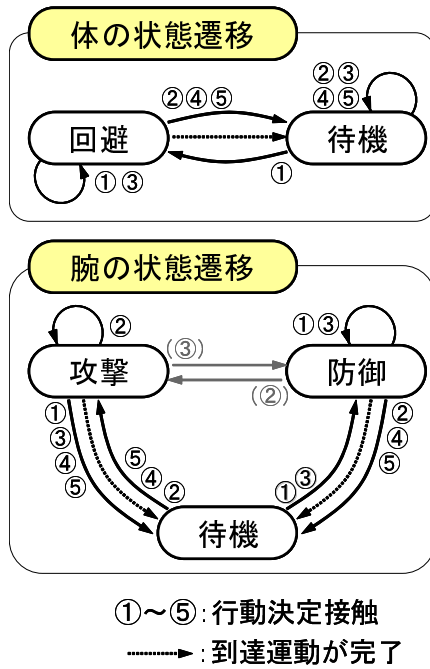 体の状態遷移
②④⑤
②③
④⑤
回避
待機
①③
①
腕の状態遷移
②
①③
(③)
攻撃
防御
(②)
①
③
④
⑤
⑤
④
②
①③
②
④
⑤
待機
①～⑤:行動決定接触
到達運動が完了